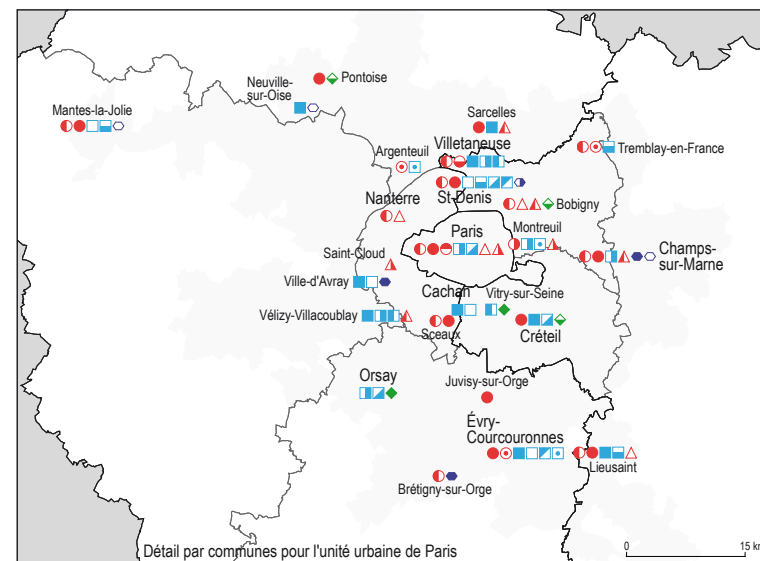 Pontoise
Neuville-
sur-Oise
Mantes-la-Jolie
Sarcelles
Villetaneuse
Tremblay-en-France
Argenteuil
St-Denis
Nanterre
Bobigny
Paris
Montreuil
Saint-Cloud
Champs-
sur-Marne
Ville-d'Avray
Cachan
Vitry-sur-Seine
Vélizy-Villacoublay
Sceaux
Créteil
Orsay
Juvisy-sur-Orge
Évry-
Courcouronnes
Lieusaint
Brétigny-sur-Orge
Détail par communes pour l'unité urbaine de Paris
0 15 km